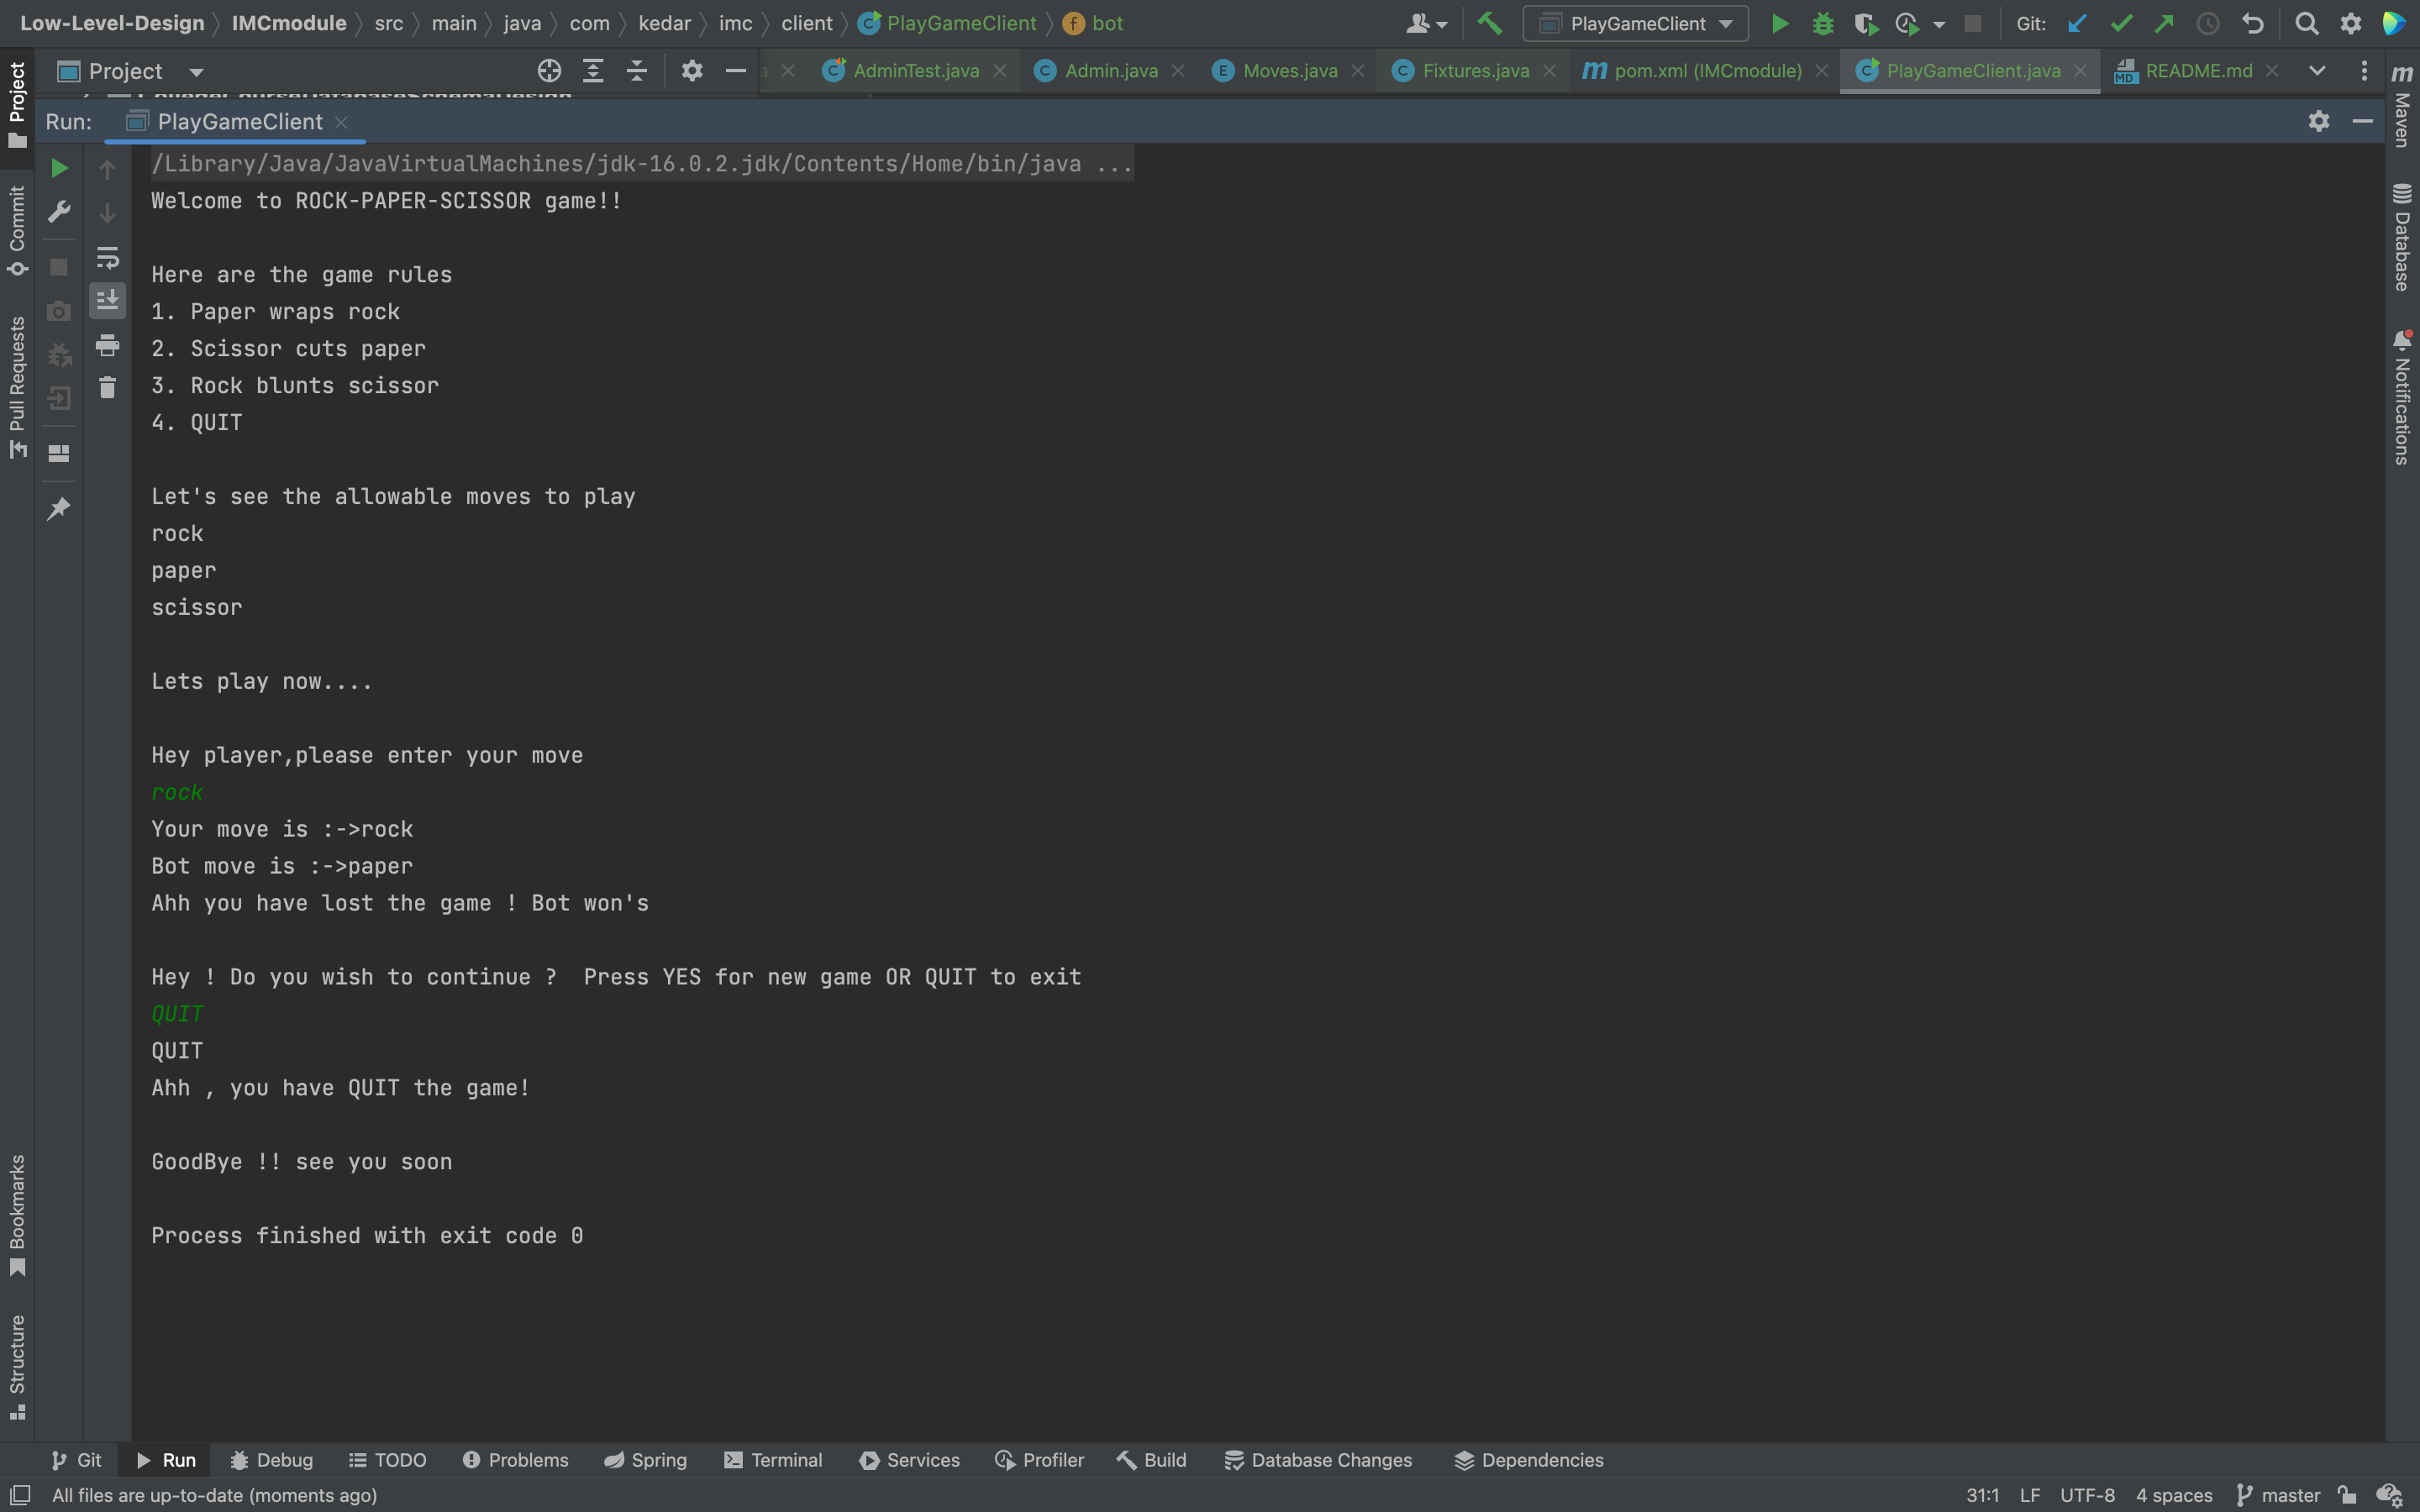 Low-Level-Design IMCmodule src main java com kedar imc client PlayGameClient bot PlayGameClient Git:
Project AdminTest.java Admin.java Moves.java Fixtures.java pom.xml (IMCmodule) PlayGameClient.java README.md
Run: PlayGameClient
/Library/Java/JavaVirtualMachines/jdk-16.0.2.jdk/Contents/Home/bin/java ...
Welcome to ROCK-PAPER-SCISSOR game!!
Here are the game rules
1. Paper wraps rock
2. Scissor cuts paper
3. Rock blunts scissor
4. QUIT
Let's see the allowable moves to play
rock
paper
scissor
Lets play now....
Hey player,please enter your move
rock
Your move is :->rock
Bot move is :->paper
Ahh you have lost the game ! Bot won's
Hey ! Do you wish to continue ?  Press YES for new game OR QUIT to exit
QUIT
QUIT
Ahh , you have QUIT the game!
GoodBye !! see you soon
Process finished with exit code 0
Project
Commit
Pull Requests
Bookmarks
Structure
Maven
Database
Notifications
Git Run Debug TODO Problems Spring Terminal Services Profiler Build Database Changes Dependencies
All files are up-to-date (moments ago) 31:1 LF UTF-8 4 spaces master